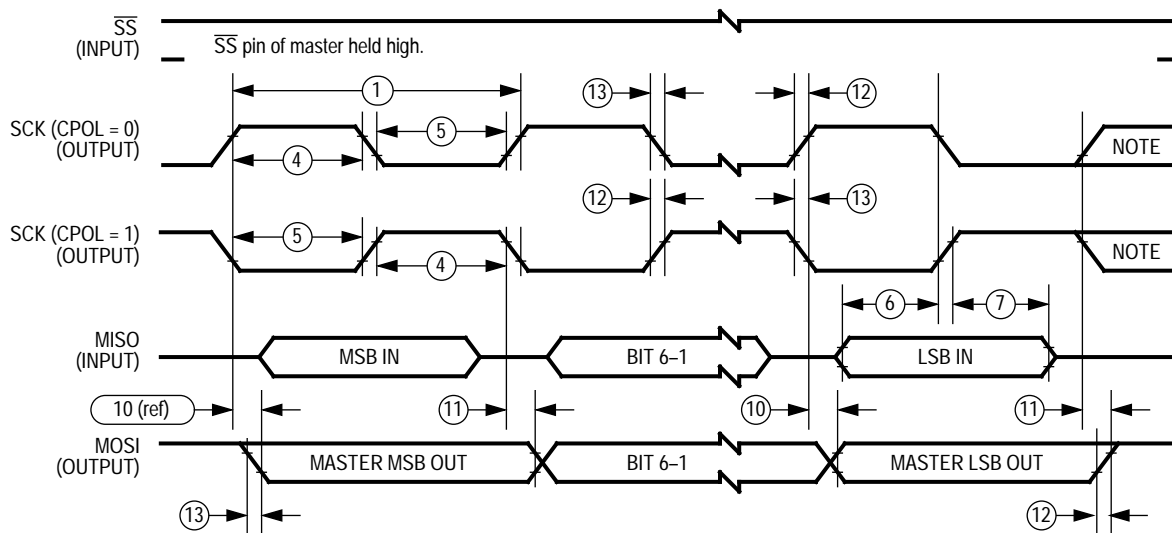 SS
(INPUT)
SS pin of master held high.
1
13
12
SCK (CPOL = 0)
(OUTPUT)
5
4
NOTE
12
13
SCK (CPOL = 1)
(OUTPUT)
5
4
NOTE
6
7
MISO
(INPUT)
MSB IN
BIT 6–1
LSB IN
10 (ref)
11
10
11
MOSI
(OUTPUT)
MASTER MSB OUT
BIT 6–1
MASTER LSB OUT
13
12